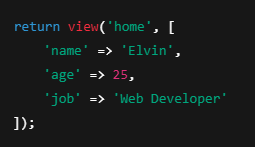 return view('home', [
    'name' => 'Elvin',
    'age' => 25,
    'job' => 'Web Developer'
]);